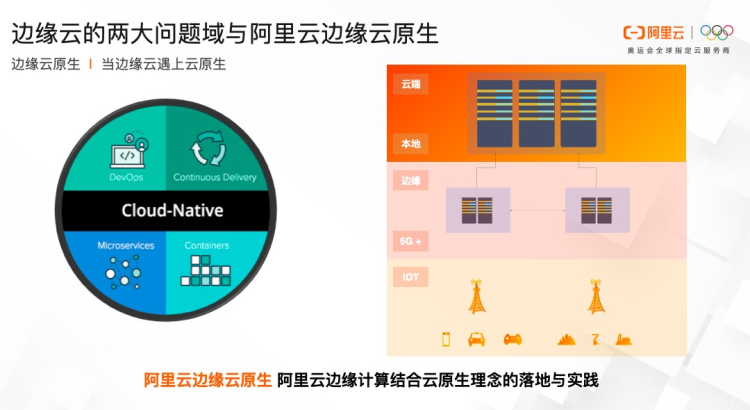 边缘云的两大问题域与阿里云边缘云原生
阿里云
奥运会全球指定云服务商
边缘云原生 | 当边缘云遇上云原生
DevOps
Continuous Delivery
Cloud-Native
Microservices
Containers
云端
本地
边缘
5G +
IOT
阿里云边缘云原生 阿里云边缘计算结合云原生理念的落地与实践